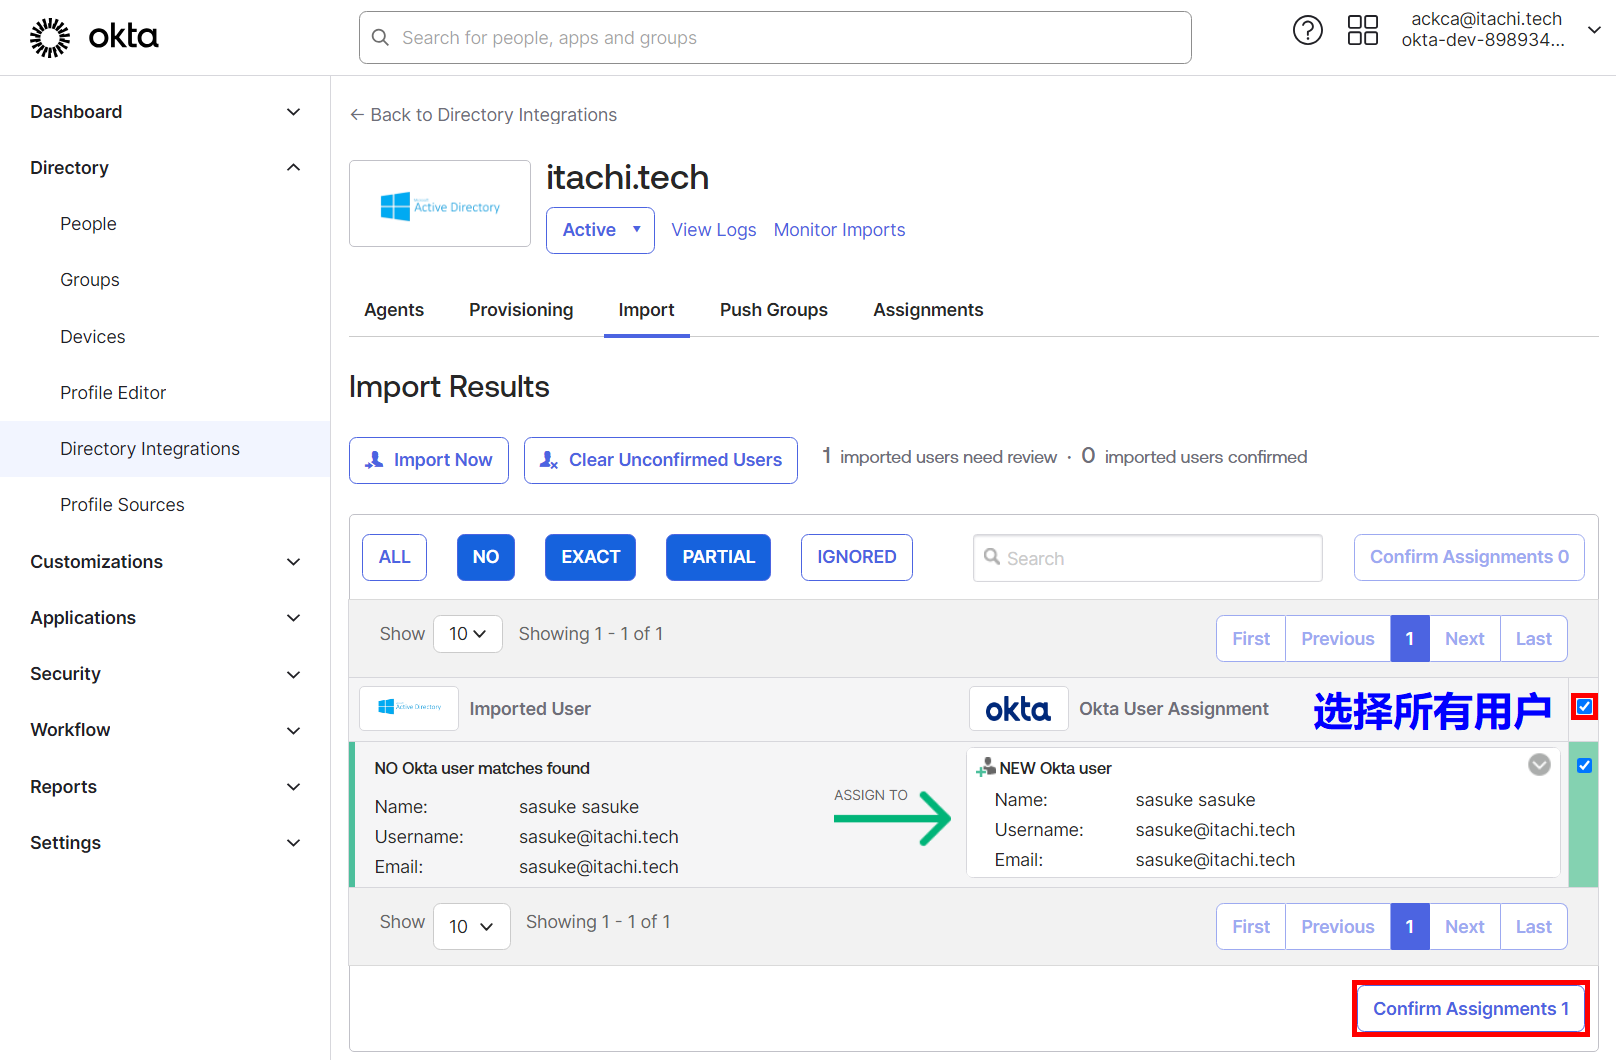 okta
Search for people, apps and groups
ackca@itachi.tech
okta-dev-898934...
Dashboard
Directory
People
Groups
Devices
Profile Editor
Directory Integrations
Profile Sources
Customizations
Applications
Security
Workflow
Reports
Settings
← Back to Directory Integrations
Microsoft
Active Directory
itachi.tech
Active
View Logs
Monitor Imports
Agents
Provisioning
Import
Push Groups
Assignments
Import Results
Import Now
Clear Unconfirmed Users
1 imported users need review · 0 imported users confirmed
ALL
NO
EXACT
PARTIAL
IGNORED
Search
Confirm Assignments 0
Show 10 Showing 1 - 1 of 1
First Previous 1 Next Last
Active Directory
Imported User
okta
Okta User Assignment
选择所有用户
NO Okta user matches found
Name: sasuke sasuke
Username: sasuke@itachi.tech
Email: sasuke@itachi.tech
ASSIGN TO
NEW Okta user
Name: sasuke sasuke
Username: sasuke@itachi.tech
Email: sasuke@itachi.tech
Show 10 Showing 1 - 1 of 1
First Previous 1 Next Last
Confirm Assignments 1